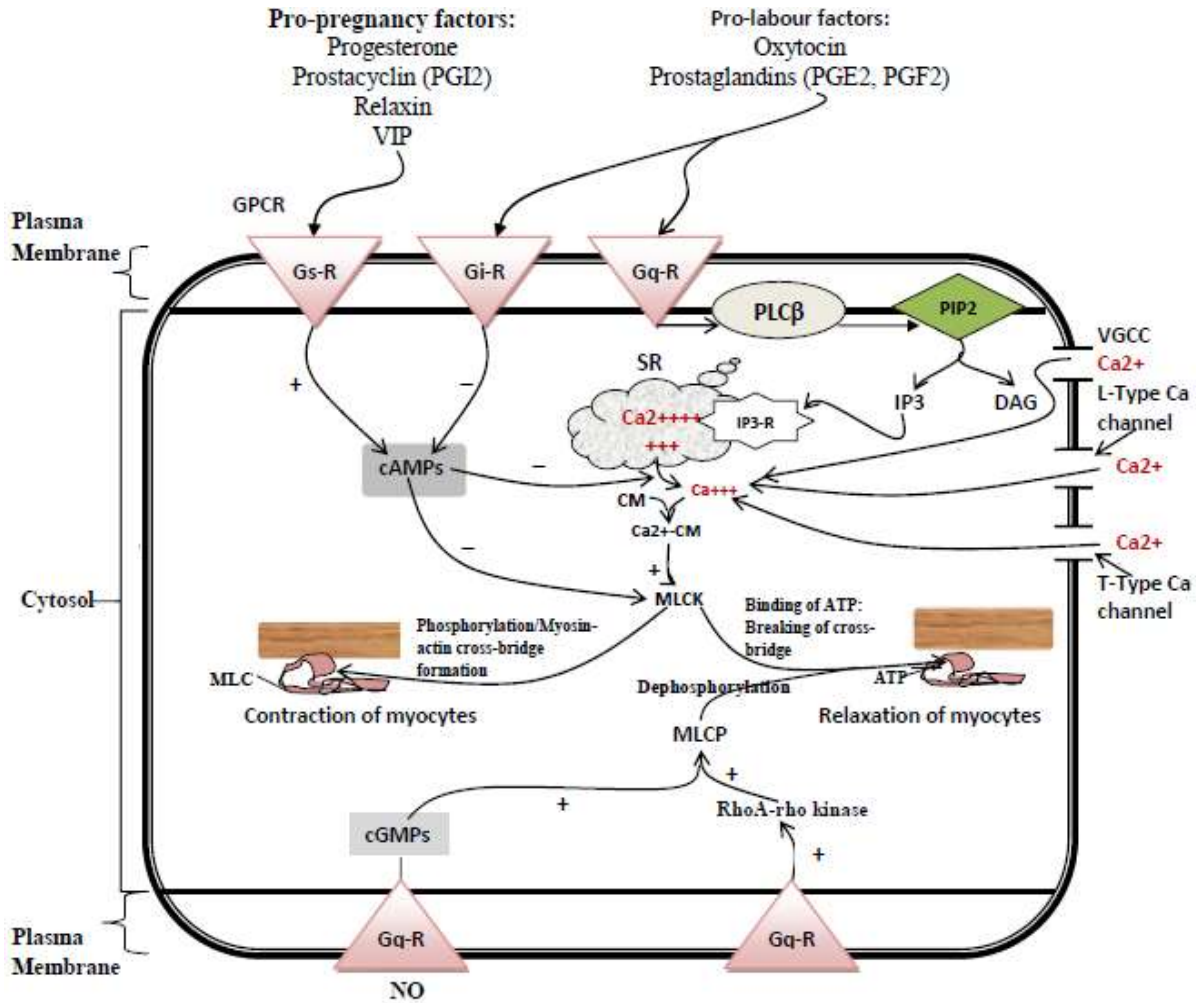 Pro-pregnancy factors:
Progesterone
Prostacyclin (PGI2)
Relaxin
VIP
Pro-labour factors:
Oxytocin
Prostaglandins (PGE2, PGF2)
GPCR
Plasma
Membrane
Gs-R
Gi-R
Gq-R
PLCβ
PIP2
VGCC
Ca2+
L-Type Ca
channel
Ca2+
Ca2+
T-Type Ca
channel
+
–
SR
Ca2++++
+++
IP3-R
IP3
DAG
cAMPs
–
Ca+++
CM
Ca2+-CM
–
+
MLCK
Cytosol
Phosphorylation/Myosin-
actin cross-bridge
formation
Binding of ATP:
Breaking of cross-
bridge
MLC
ATP
Dephosphorylation
Contraction of myocytes
Relaxation of myocytes
MLCP
+
+
RhoA-rho kinase
cGMPs
+
Plasma
Membrane
Gq-R
Gq-R
NO